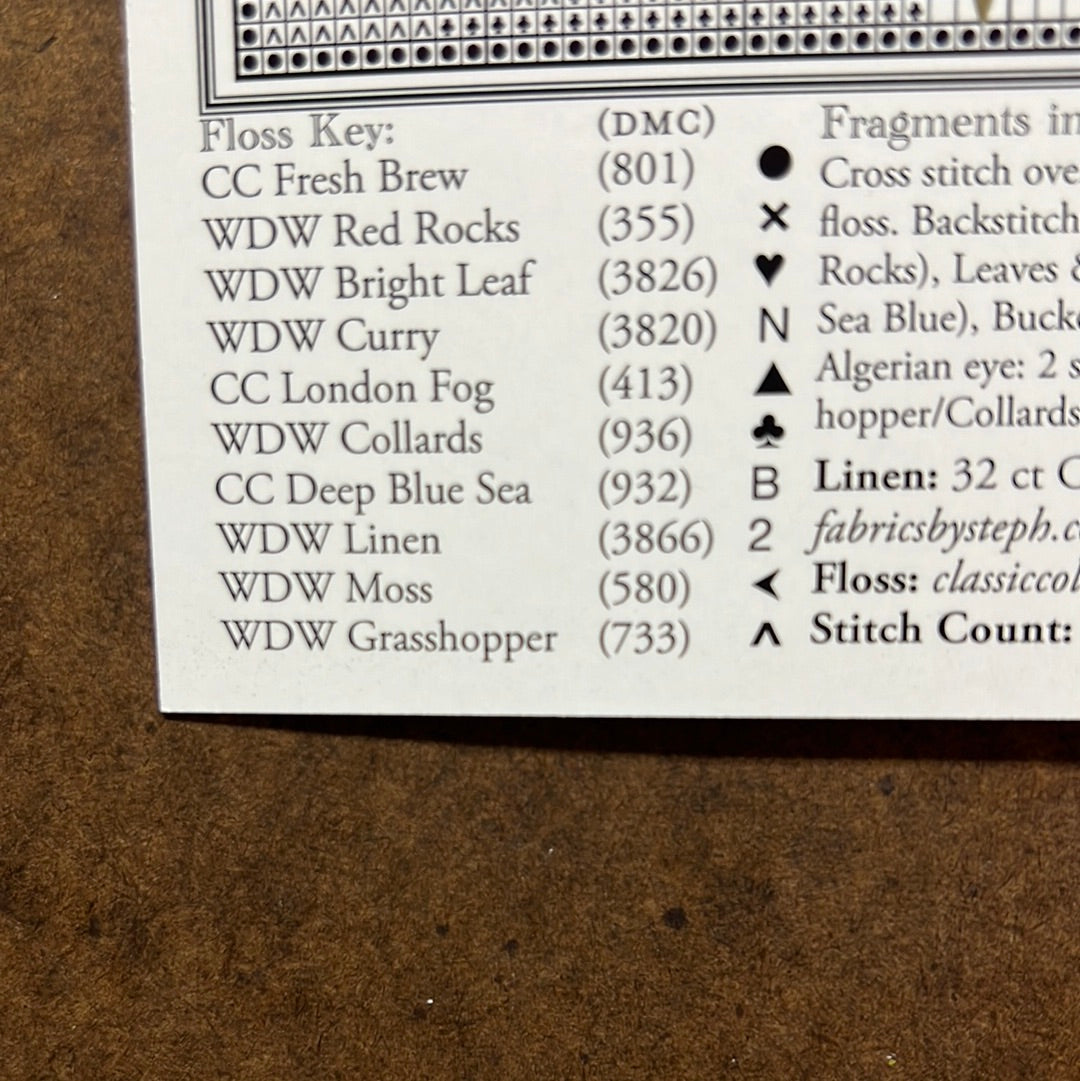 Floss Key: (DMC)
CC Fresh Brew (801) ●
WDW Red Rocks (355) ✕
WDW Bright Leaf (3826) ♥
WDW Curry (3820) N
CC London Fog (413) ▲
WDW Collards (936) ♣
CC Deep Blue Sea (932) B
WDW Linen (3866) 2
WDW Moss (580) ⮜
WDW Grasshopper (733) ʌ
Fragments in
Cross stitch ove
floss. Backstitch
Rocks), Leaves &
Sea Blue), Buck
Algerian eye: 2 s
hopper/Collards
Linen: 32 ct C
fabricsbysteph.c
Floss: classiccol
Stitch Count: